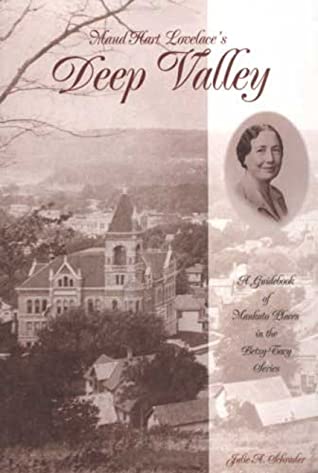 Maud Hart Lovelace's
Deep Valley
A Guidebook
of
Mankato Places
in the
Betsy-Tacy
Series
Julie A. Schrader